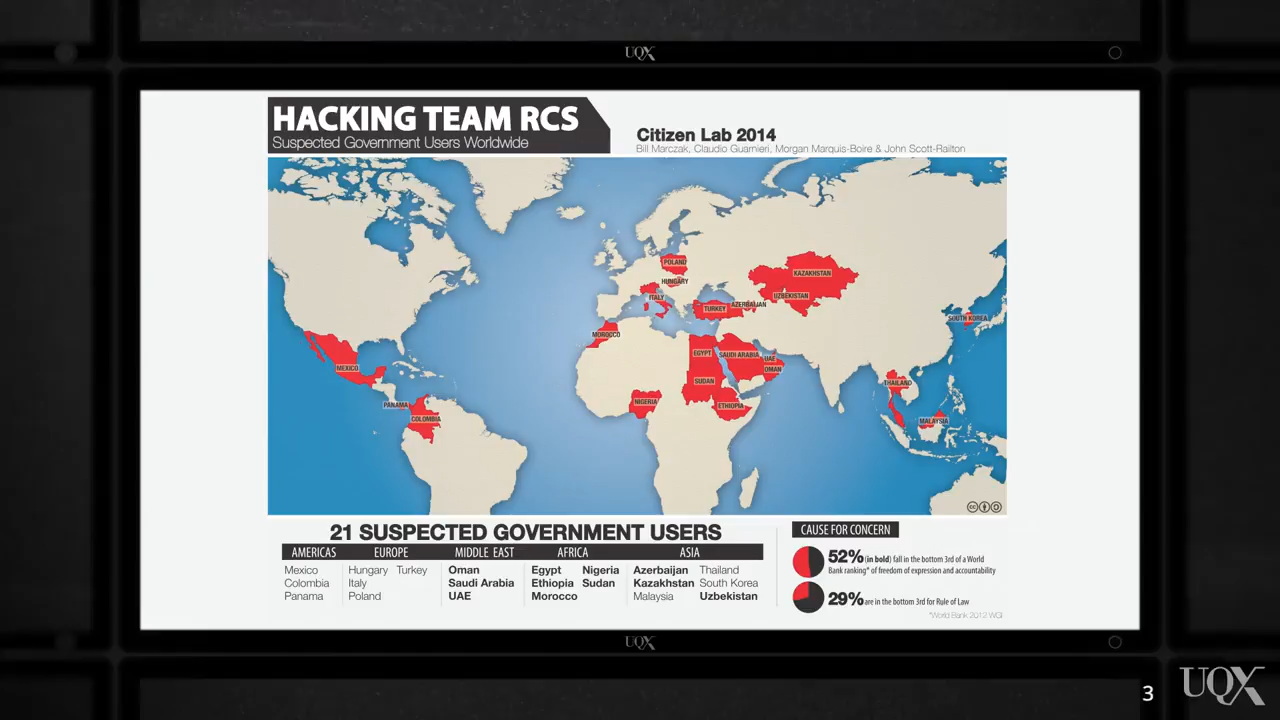 UQX
HACKING TEAM RCS
Suspected Government Users Worldwide
Citizen Lab 2014
Bill Marczak, Claudio Guarnieri, Morgan Marquis-Boire & John Scott-Railton
POLAND
KAZAKHSTAN
HUNGARY
ITALY
UZBEKISTAN
TURKEY
AZERBAIJAN
SOUTH KOREA
MOROCCO
EGYPT
SAUDI ARABIA
UAE
OMAN
MEXICO
SUDAN
THAILAND
PANAMA
NIGERIA
ETHIOPIA
COLOMBIA
MALAYSIA
cc
21 SUSPECTED GOVERNMENT USERS
AMERICAS EUROPE MIDDLE EAST AFRICA ASIA
Mexico Hungary Turkey Oman Egypt Nigeria Azerbaijan Thailand
Colombia Italy Saudi Arabia Ethiopia Sudan Kazakhstan South Korea
Panama Poland UAE Morocco Malaysia Uzbekistan
CAUSE FOR CONCERN
52% (in bold) fall in the bottom 3rd of a World
Bank ranking* of freedom of expression and accountability
29% are in the bottom 3rd for Rule of Law
*World Bank 2012 WGI
UQX
3
UQX